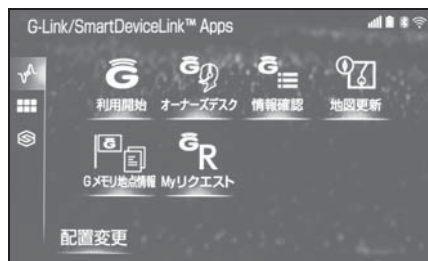 G-Link/SmartDeviceLink™ Apps
利用開始 オーナーズデスク 情報確認 地図更新
Gメモリ地点情報 Myリクエスト
配置変更